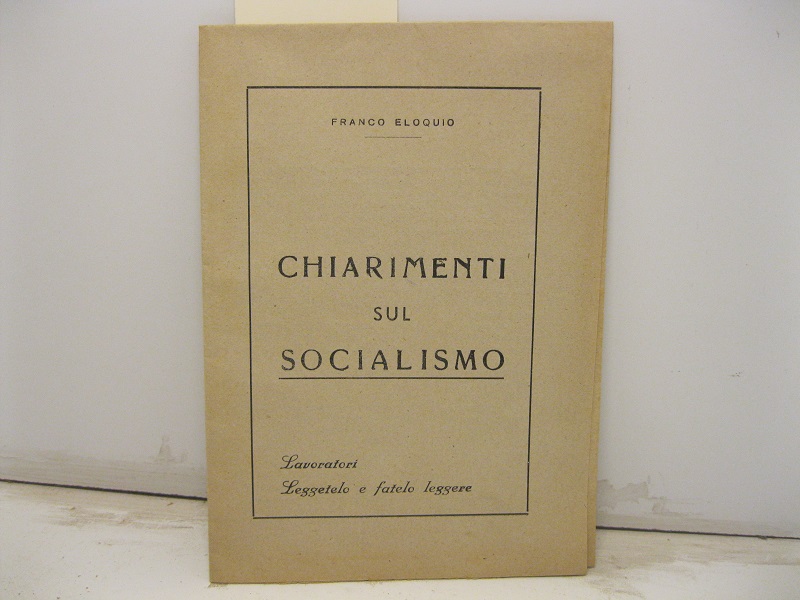 FRANCO ELOQUIO
CHIARIMENTI
SUL
SOCIALISMO
Lavoratori
Leggetelo e fatelo leggere